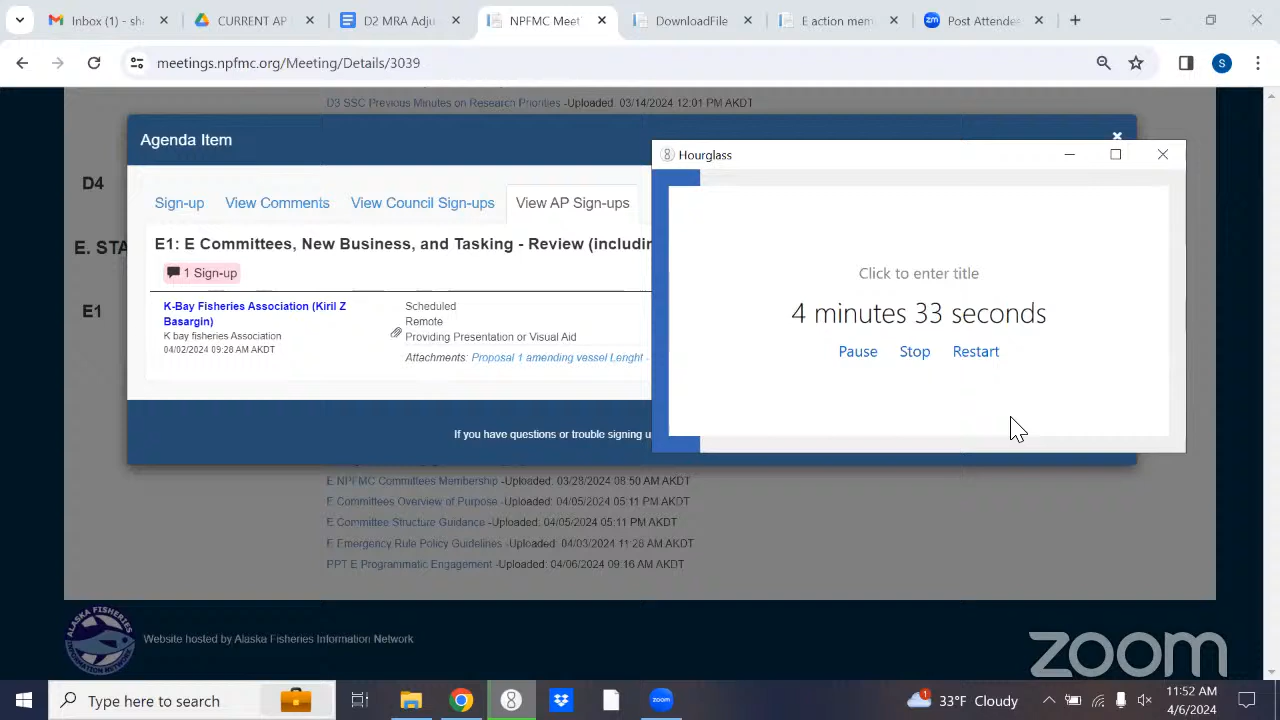 Inbox (1) - sha
CURRENT AP
D2 MRA Adju
NPFMC Meet
DownloadFile
E action mem
Post Attende
meetings.npfmc.org/Meeting/Details/3039
S
D3 SSC Previous Minutes on Research Priorities -Uploaded: 03/14/2024 12:01 PM AKDT
Agenda Item
Hourglass
D4
Sign-up
View Comments
View Council Sign-ups
View AP Sign-ups
E. STA
E1: E Committees, New Business, and Tasking - Review (includin
1 Sign-up
Click to enter title
4 minutes 33 seconds
Pause
Stop
Restart
E1
K-Bay Fisheries Association (Kiril Z
Basargin)
K bay fisheries Association
04/02/2024 09:28 AM AKDT
Scheduled
Remote
Providing Presentation or Visual Aid
Attachments: Proposal 1 amending vessel Lenght -
If you have questions or trouble signing u
E NPFMC Committees Membership -Uploaded: 03/28/2024 08:50 AM AKDT
E Committees Overview of Purpose -Uploaded: 04/05/2024 05:11 PM AKDT
E Committee Structure Guidance -Uploaded: 04/05/2024 05:11 PM AKDT
E Emergency Rule Policy Guidelines -Uploaded: 04/03/2024 11:28 AM AKDT
PPT E Programmatic Engagement -Uploaded: 04/06/2024 09:16 AM AKDT
ALASKA FISHERIES
INFORMATION NETWORK
Website hosted by Alaska Fisheries Information Network
zoom
Type here to search
zoom
1
33°F Cloudy
11:52 AM
4/6/2024